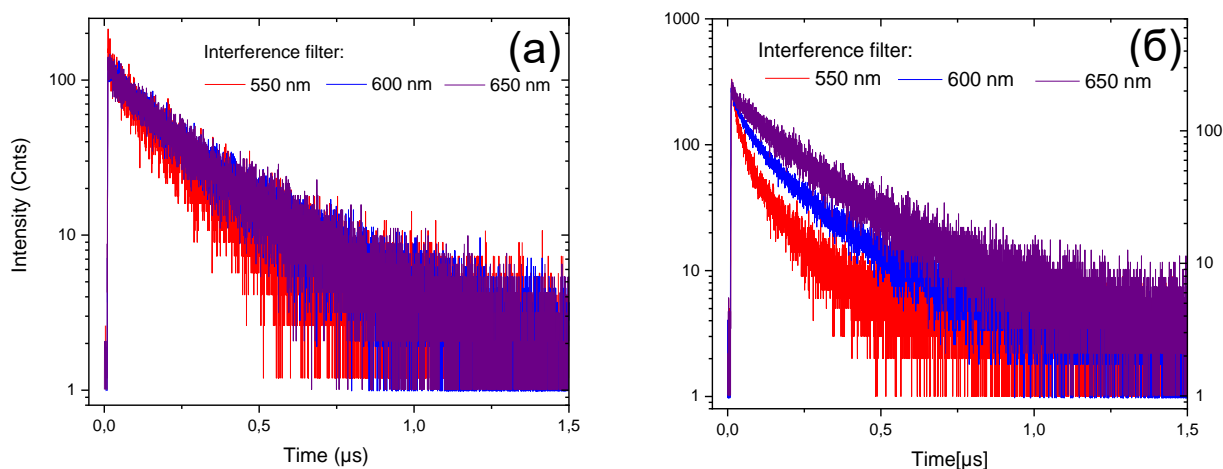 (а)
Interference filter:
550 nm 600 nm 650 nm
Intensity (Cnts)
100
10
1
0,0 0,5 1,0 1,5
Time (µs)
(б)
Interference filter:
550 nm 600 nm 650 nm
1000
100
10
1
100
10
1
0,0 0,5 1,0 1,5
Time[µs]